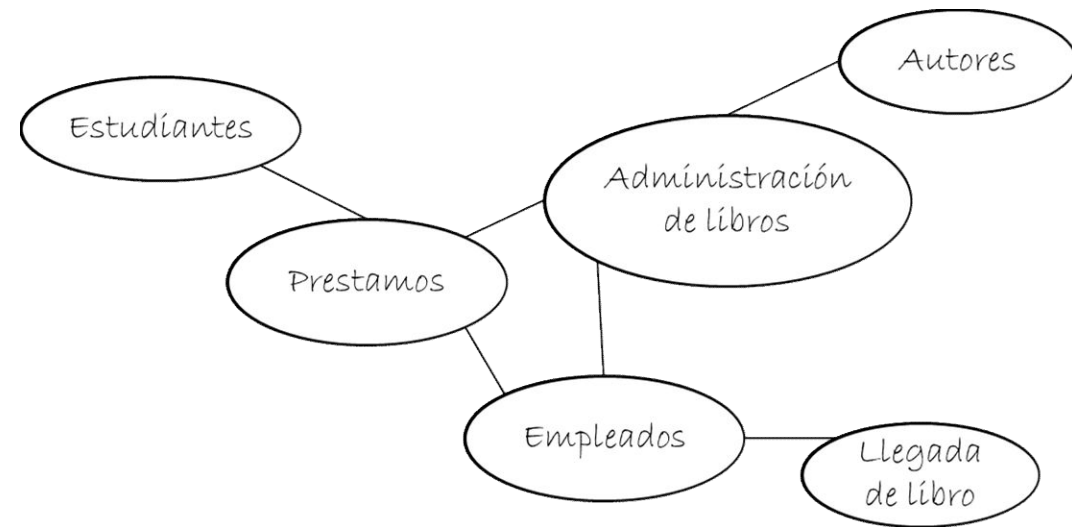 Autores
Estudiantes
Administración
de libros
Prestamos
Empleados
Llegada
de libro